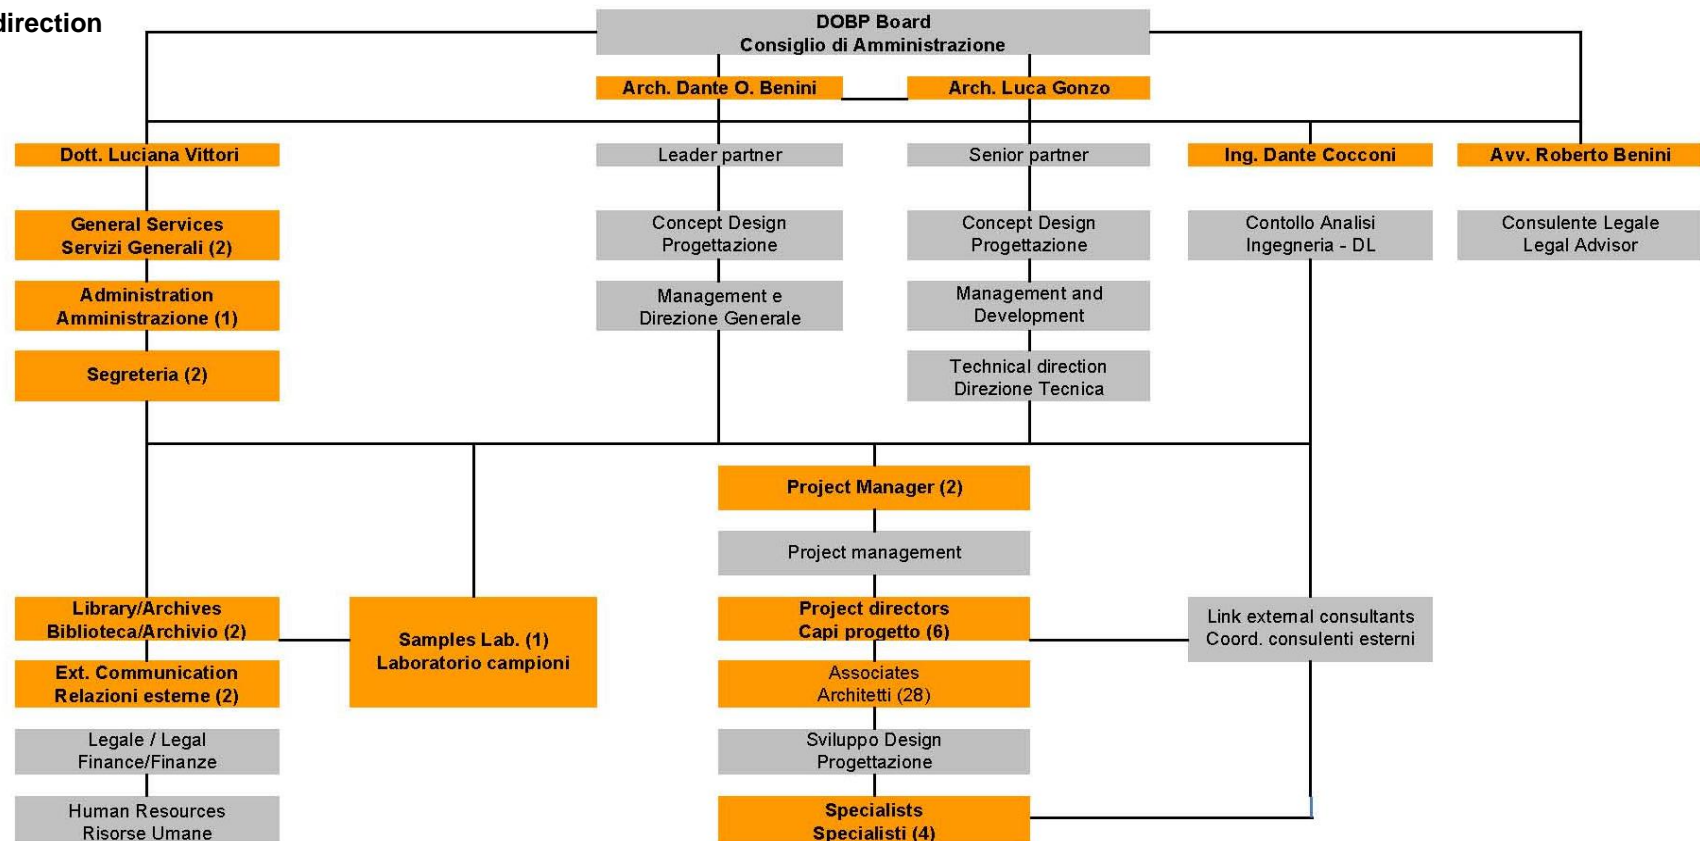 direction
DOBP Board
Consiglio di Amministrazione
Arch. Dante O. Benini
Arch. Luca Gonzo
Dott. Luciana Vittori
Leader partner
Senior partner
Ing. Dante Cocconi
Avv. Roberto Benini
General Services
Servizi Generali (2)
Concept Design
Progettazione
Concept Design
Progettazione
Contollo Analisi
Ingegneria - DL
Consulente Legale
Legal Advisor
Administration
Amministrazione (1)
Management e
Direzione Generale
Management and
Development
Segreteria (2)
Technical direction
Direzione Tecnica
Project Manager (2)
Project management
Library/Archives
Biblioteca/Archivio (2)
Samples Lab. (1)
Laboratorio campioni
Project directors
Capi progetto (6)
Link external consultants
Coord. consulenti esterni
Ext. Communication
Relazioni esterne (2)
Associates
Architetti (28)
Legale / Legal
Finance/Finanze
Sviluppo Design
Progettazione
Human Resources
Risorse Umane
Specialists
Specialisti (4)